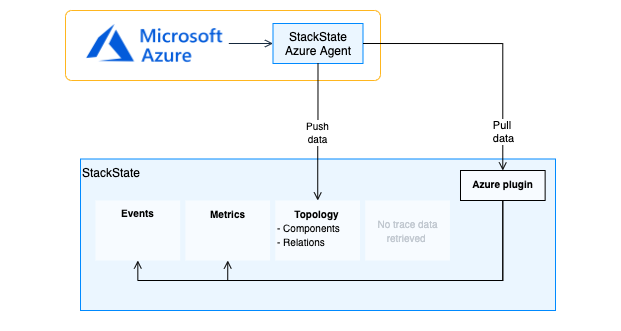 Microsoft
Azure
StackState
Azure Agent
Push
data
Pull
data
StackState
Azure plugin
Events
Metrics
Topology
- Components
- Relations
No trace data
retrieved